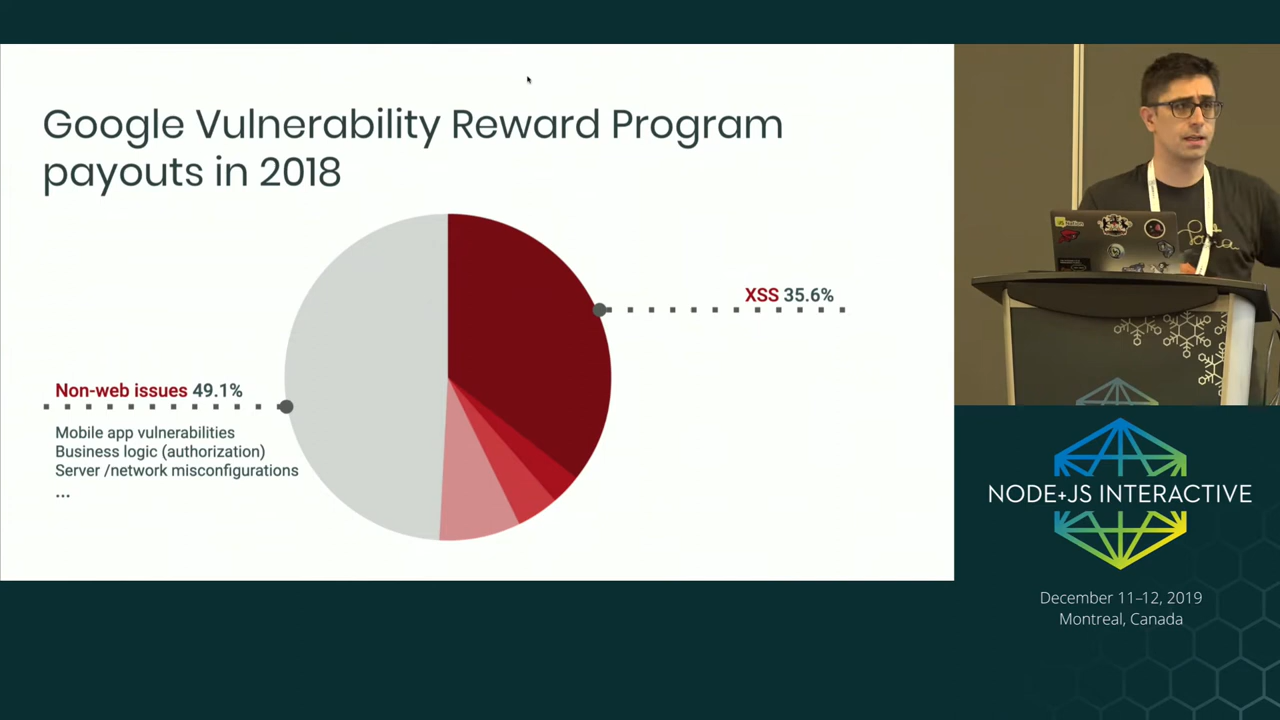 Google Vulnerability Reward Program
payouts in 2018
XSS 35.6%
Non-web issues 49.1%
Mobile app vulnerabilities
Business logic (authorization)
Server /network misconfigurations
...
NODE+JS INTERACTIVE
December 11–12, 2019
Montreal, Canada